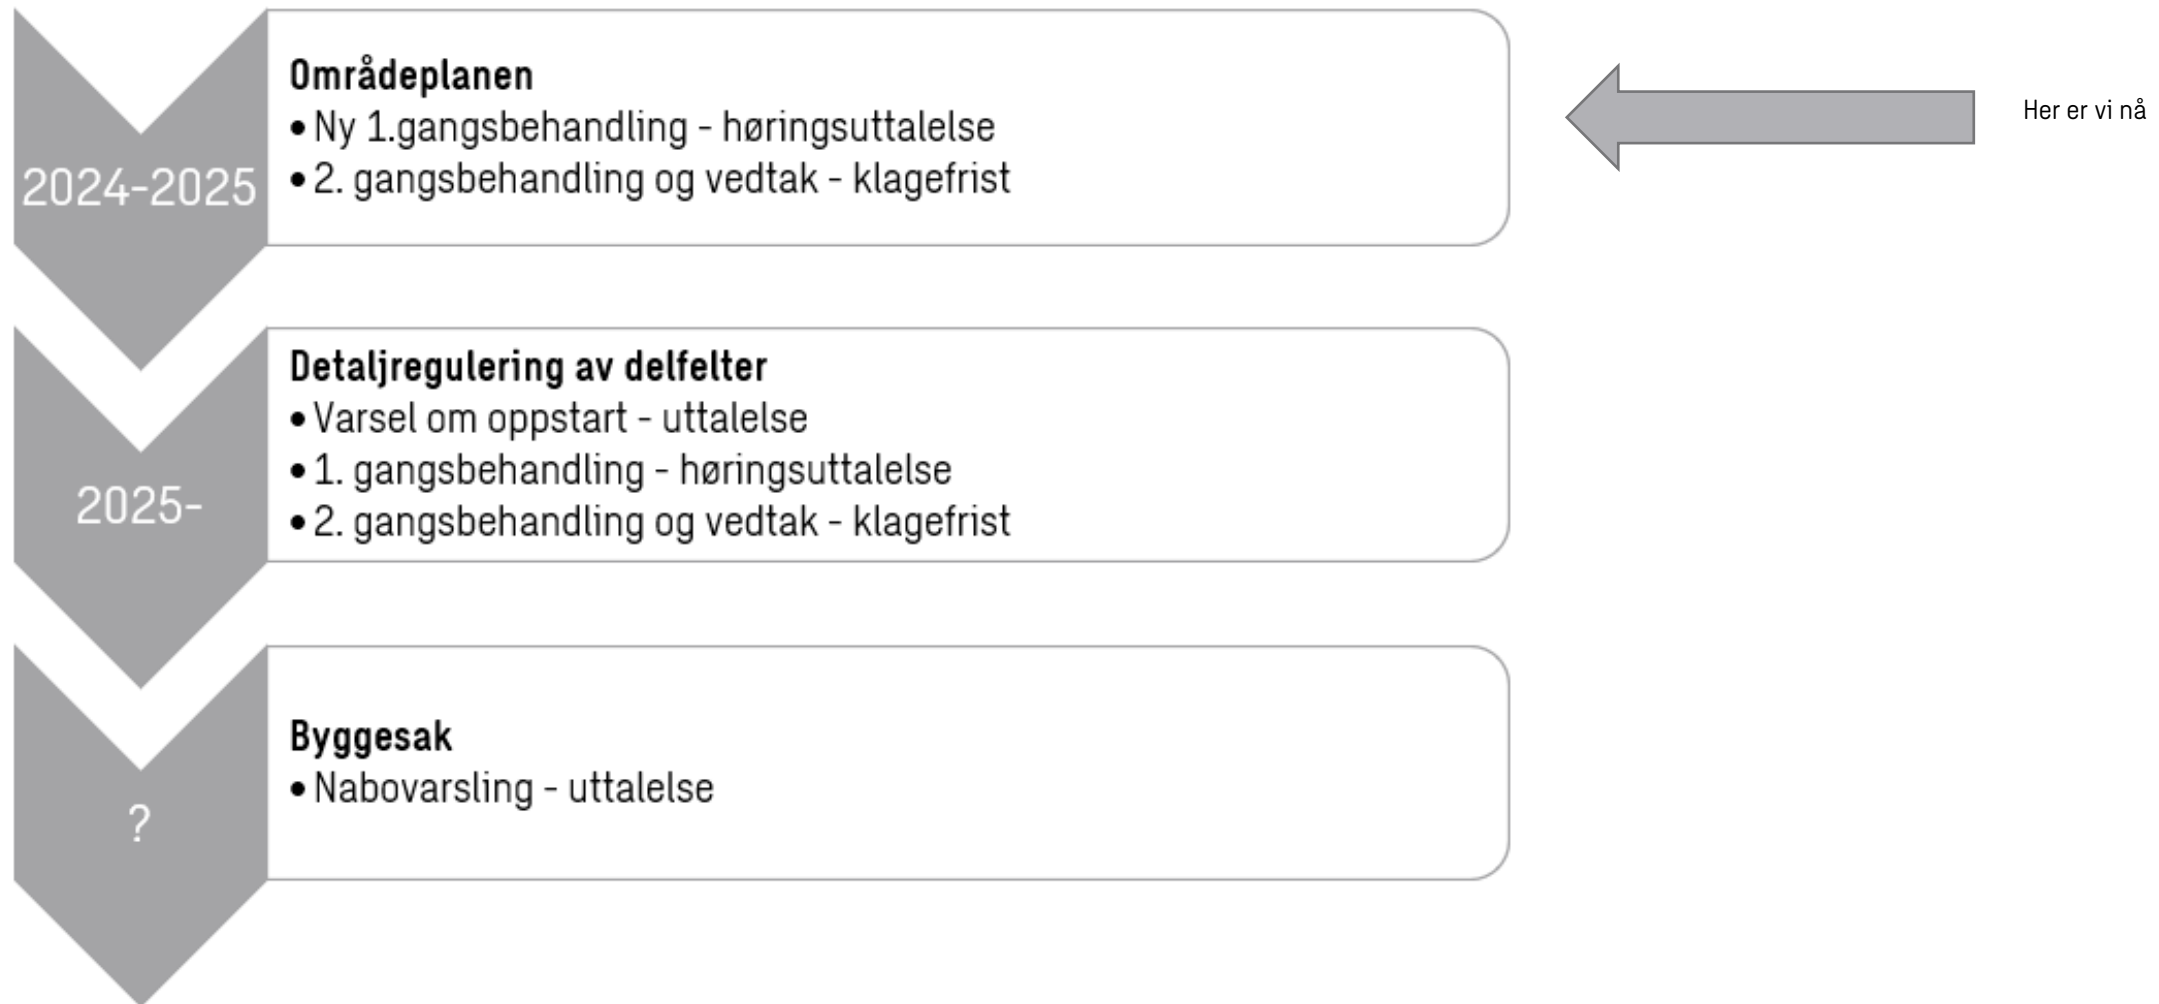 2024-2025
Områdeplanen
• Ny 1.gangsbehandling - høringsuttalelse
• 2. gangsbehandling og vedtak - klagefrist
Her er vi nå
2025-
Detaljregulering av delfelter
• Varsel om oppstart - uttalelse
• 1. gangsbehandling - høringsuttalelse
• 2. gangsbehandling og vedtak - klagefrist
?
Byggesak
• Nabovarsling - uttalelse